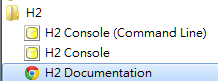 H2
H2 Console (Command Line)
H2 Console
H2 Documentation